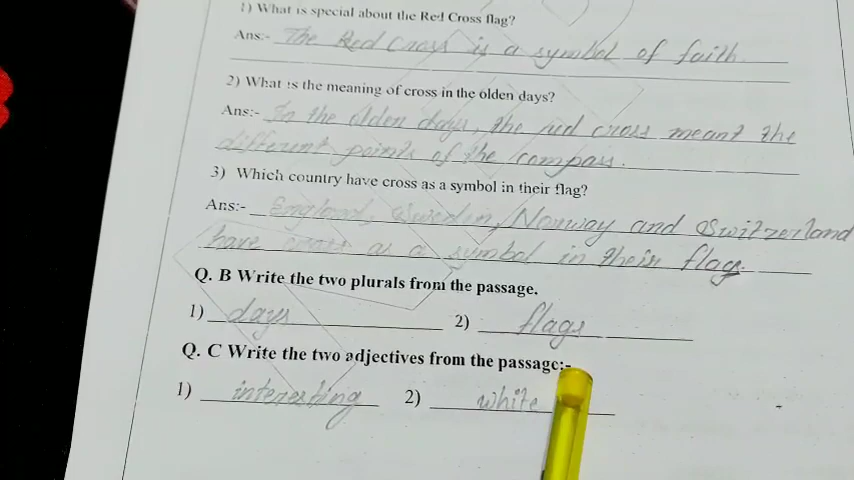 1) What is special about the Red Cross flag?
Ans:- The Red Cross is a symbol of faith.
2) What is the meaning of cross in the olden days?
Ans:- In the olden days, the red cross meant the
different points of the compass.
3) Which country have cross as a symbol in their flag?
Ans:- England, Sweden, Norway and Switzerland
have cross as a symbol in their flag.
Q. B Write the two plurals from the passage.
1) days 2) flags
Q. C Write the two adjectives from the passage:-
1) interesting 2) white